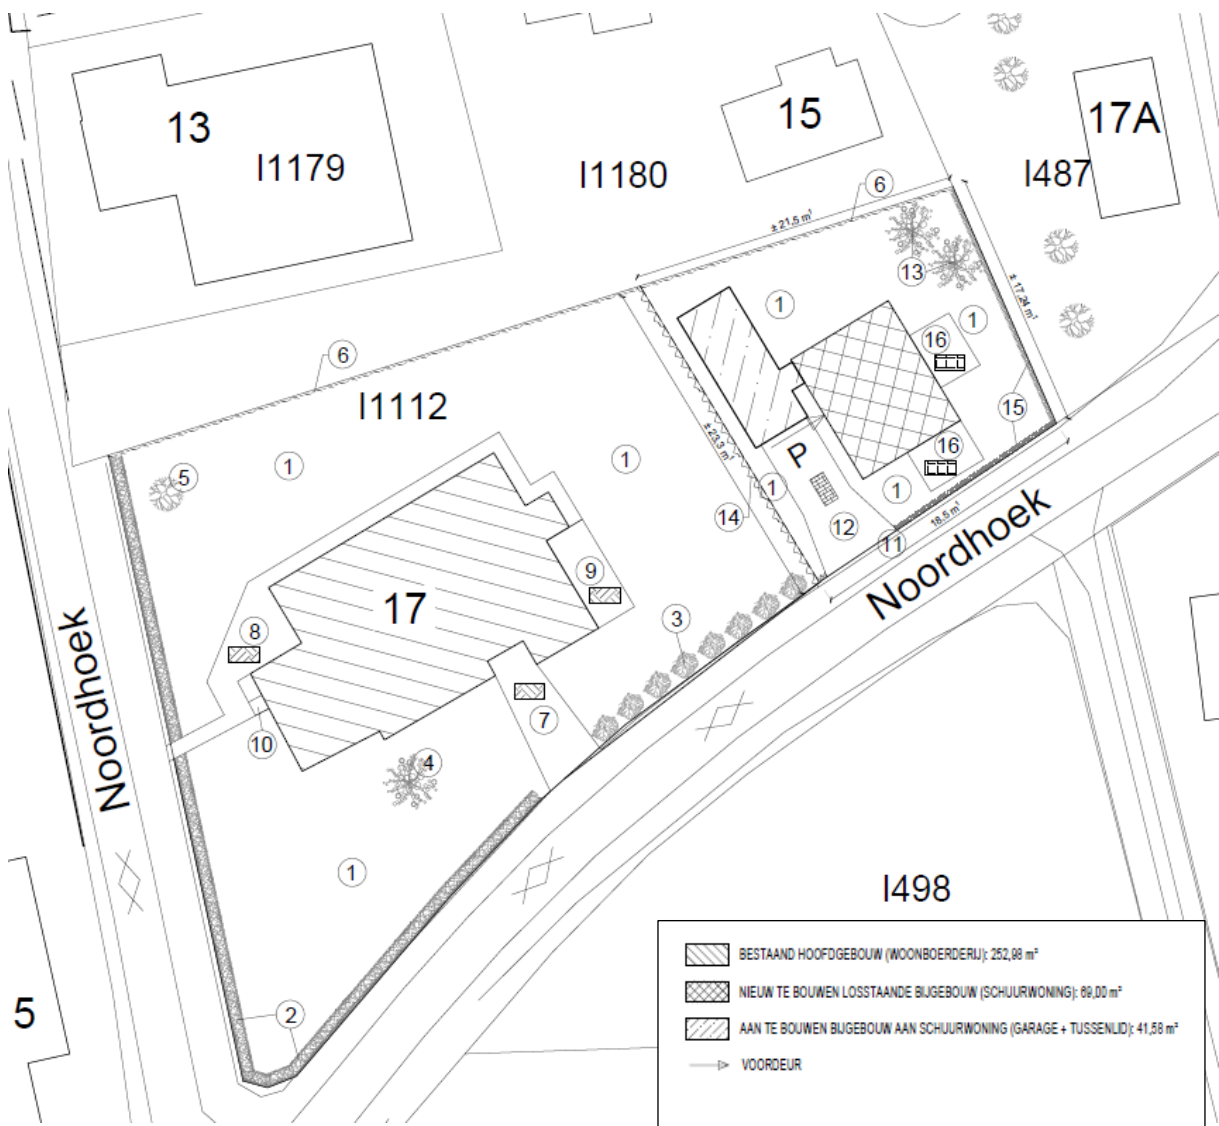 13
I1179
15
I1180
17A
I487
6
± 21,5 m¹
13
± 17,24 m¹
1
1
16
6
I1112
15
± 23,3 m¹
P
16
1
1
5
1
1
14
12
11
18,5 m¹
Noordhoek
9
17
3
8
7
10
4
Noordhoek
1
I498
2
5
BESTAAND HOOFDGEBOUW (WOONBOERDERIJ): 252,98 m²
NIEUW TE BOUWEN LOSSTAANDE BIJGEBOUW (SCHUURWONING): 69,00 m²
AAN TE BOUWEN BIJGEBOUW AAN SCHUURWONING (GARAGE + TUSSENLID): 41,58 m²
VOORDEUR